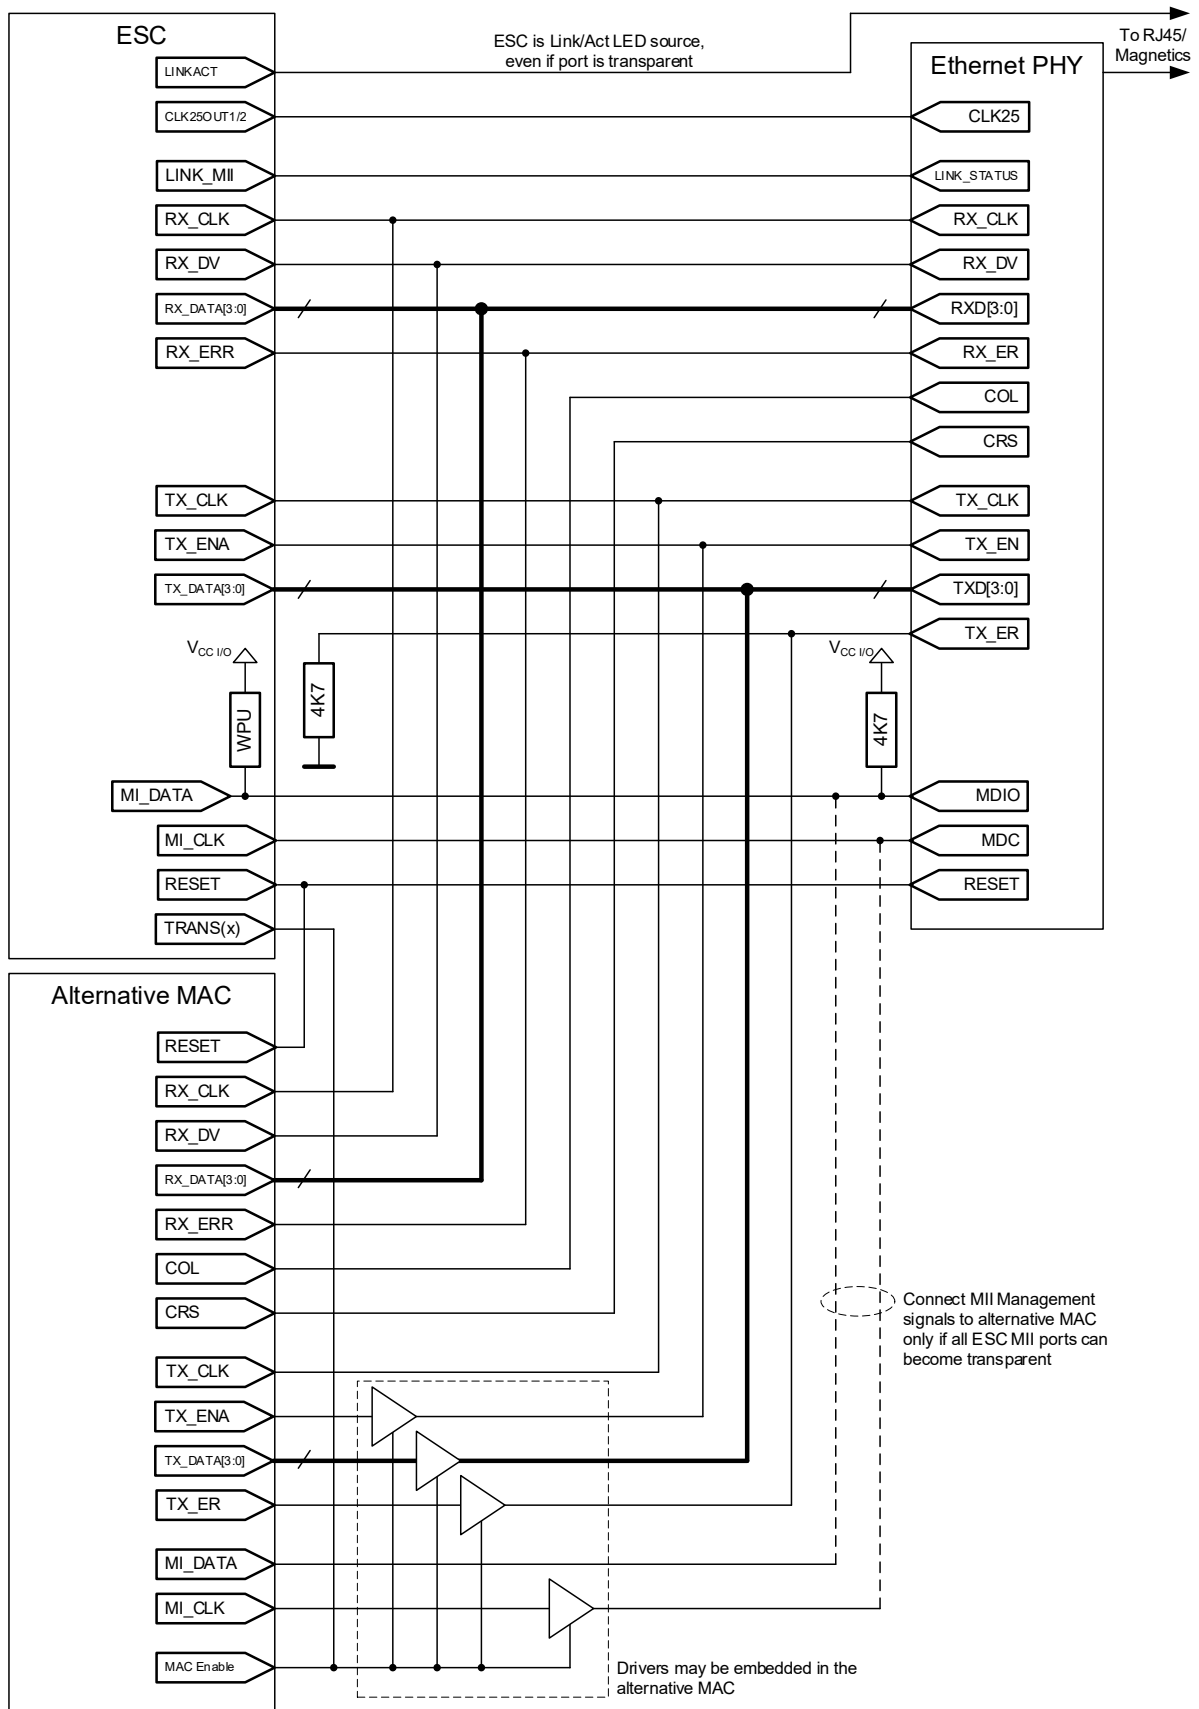 ESC
ESC is Link/Act LED source,
even if port is transparent
To RJ45/
Magnetics
Ethernet PHY
LINKACT
CLK25OUT1/2
CLK25
LINK_MII
LINK_STATUS
RX_CLK
RX_CLK
RX_DV
RX_DV
RX_DATA[3:0]
RXD[3:0]
RX_ERR
RX_ER
COL
CRS
TX_CLK
TX_CLK
TX_ENA
TX_EN
TX_DATA[3:0]
TXD[3:0]
TX_ER
VCC I/O
VCC I/O
WPU
4K7
4K7
MI_DATA
MDIO
MI_CLK
MDC
RESET
RESET
TRANS(x)
Alternative MAC
RESET
RX_CLK
RX_DV
RX_DATA[3:0]
RX_ERR
COL
CRS
Connect MII Management
signals to alternative MAC
only if all ESC MII ports can
become transparent
TX_CLK
TX_ENA
TX_DATA[3:0]
TX_ER
MI_DATA
MI_CLK
MAC Enable
Drivers may be embedded in the
alternative MAC